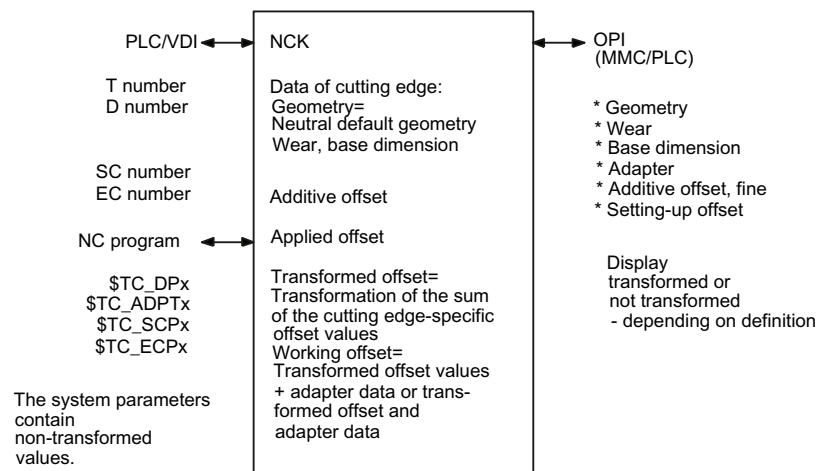 PLC/VDI
T number
D number
SC number
EC number
NC program
$TC_DPx
$TC_ADPTx
$TC_SCPx
$TC_ECPx
The system parameters
contain
non-transformed
values.
NCK
Data of cutting edge:
Geometry=
Neutral default geometry
Wear, base dimension
Additive offset
Applied offset
Transformed offset=
Transformation of the sum
of the cutting edge-specific
offset values
Working offset=
Transformed offset values
+ adapter data or trans-
formed offset and
adapter data
OPI
(MMC/PLC)
* Geometry
* Wear
* Base dimension
* Adapter
* Additive offset, fine
* Setting-up offset
Display
transformed or
not transformed
- depending on definition